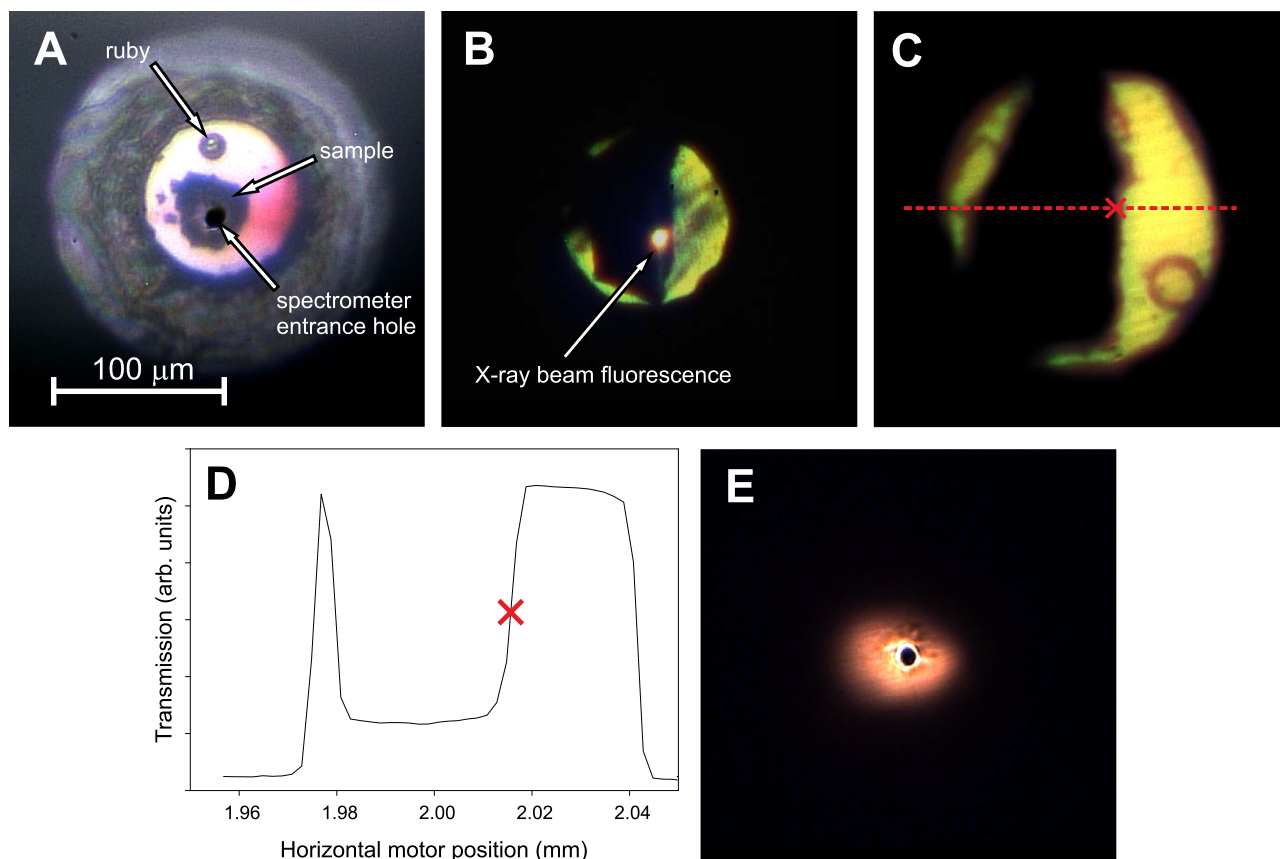 A
ruby
sample
spectrometer
entrance hole
100 μm
B
X-ray beam fluorescence
C
D
Transmission (arb. units)
1.96
1.98
2.00
2.02
2.04
Horizontal motor position (mm)
E